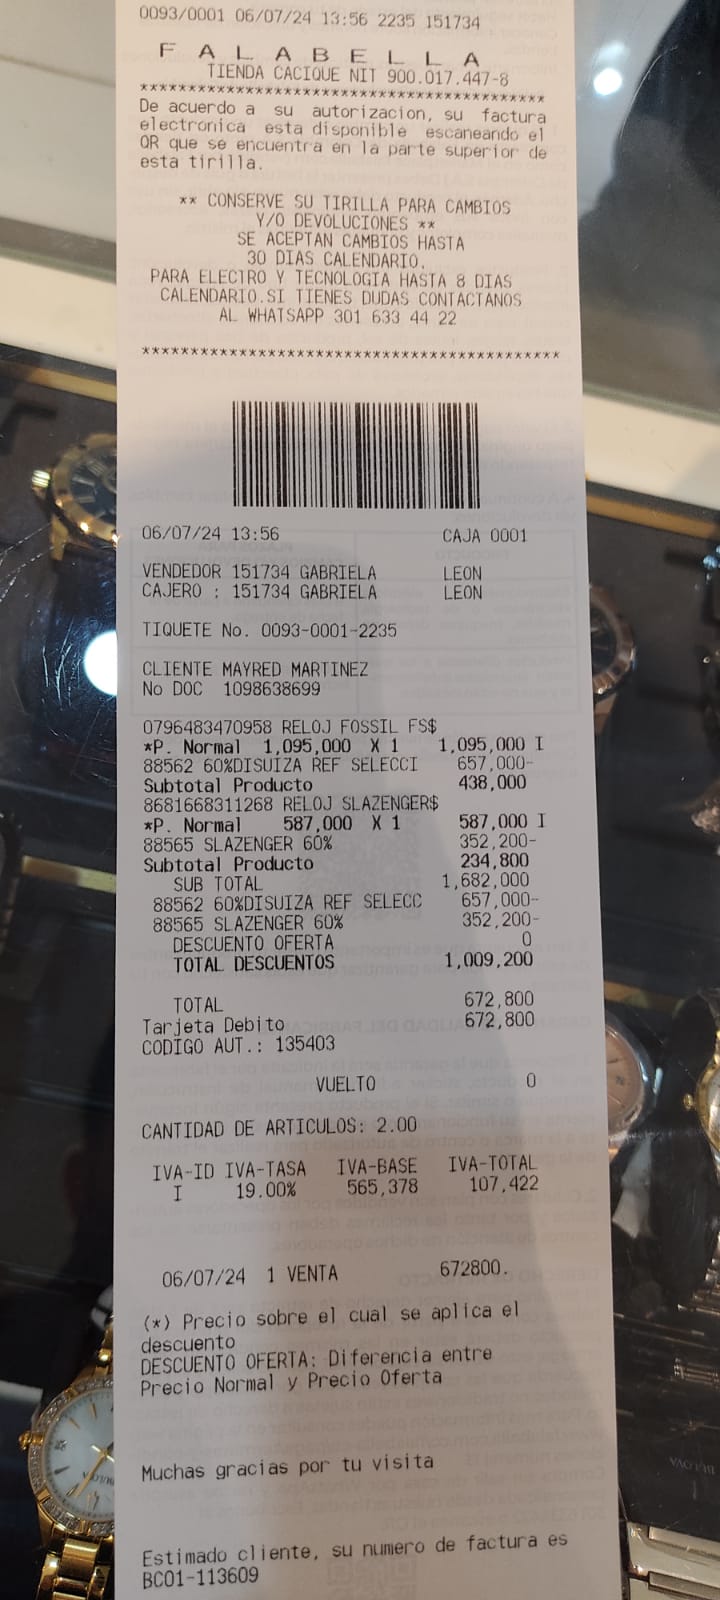 0093/0001 06/07/24 13:56 2235 151734
F A L A B E L L A
TIENDA CACIQUE NIT 900.017.447-8
*******************************************
De acuerdo a su autorizacion, su factura
electronica esta disponible escaneando el
QR que se encuentra en la parte superior de
esta tirilla.
** CONSERVE SU TIRILLA PARA CAMBIOS
Y/O DEVOLUCIONES **
SE ACEPTAN CAMBIOS HASTA
30 DIAS CALENDARIO.
PARA ELECTRO Y TECNOLOGIA HASTA 8 DIAS
CALENDARIO.SI TIENES DUDAS CONTACTANOS
AL WHATSAPP 301 633 44 22
*******************************************
06/07/24 13:56 CAJA 0001
VENDEDOR 151734 GABRIELA LEON
CAJERO : 151734 GABRIELA LEON
TIQUETE No. 0093-0001-2235
CLIENTE MAYRED MARTINEZ
No DOC 1098638699
0796483470958 RELOJ FOSSIL FS$
*P. Normal 1,095,000 X 1 1,095,000 I
88562 60%DISUIZA REF SELECCI 657,000-
Subtotal Producto 438,000
8681668311268 RELOJ SLAZENGER$
*P. Normal 587,000 X 1 587,000 I
88565 SLAZENGER 60% 352,200-
Subtotal Producto 234,800
SUB TOTAL 1,682,000
88562 60%DISUIZA REF SELECC 657,000-
88565 SLAZENGER 60% 352,200-
DESCUENTO OFERTA 0
TOTAL DESCUENTOS 1,009,200
TOTAL 672,800
Tarjeta Debito 672,800
CODIGO AUT.: 135403
VUELTO 0
CANTIDAD DE ARTICULOS: 2.00
IVA-ID IVA-TASA IVA-BASE IVA-TOTAL
I 19.00% 565,378 107,422
06/07/24 1 VENTA 672800.
(*) Precio sobre el cual se aplica el
descuento
DESCUENTO OFERTA: Diferencia entre
Precio Normal y Precio Oferta
Muchas gracias por tu visita
Estimado cliente, su numero de factura es
BC01-113609